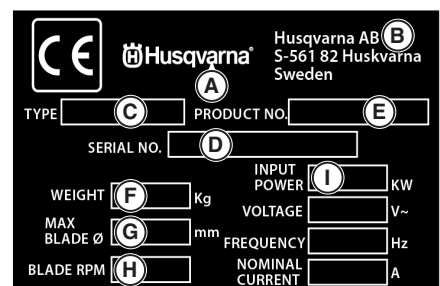 CE
Husqvarna®
Husqvarna AB B
S-561 82 Huskvarna
Sweden
A
TYPE C PRODUCT NO. E
SERIAL NO. D
WEIGHT F Kg
INPUT
POWER I KW
MAX
BLADE Ø G mm
VOLTAGE V~
FREQUENCY Hz
BLADE RPM H
NOMINAL
CURRENT A